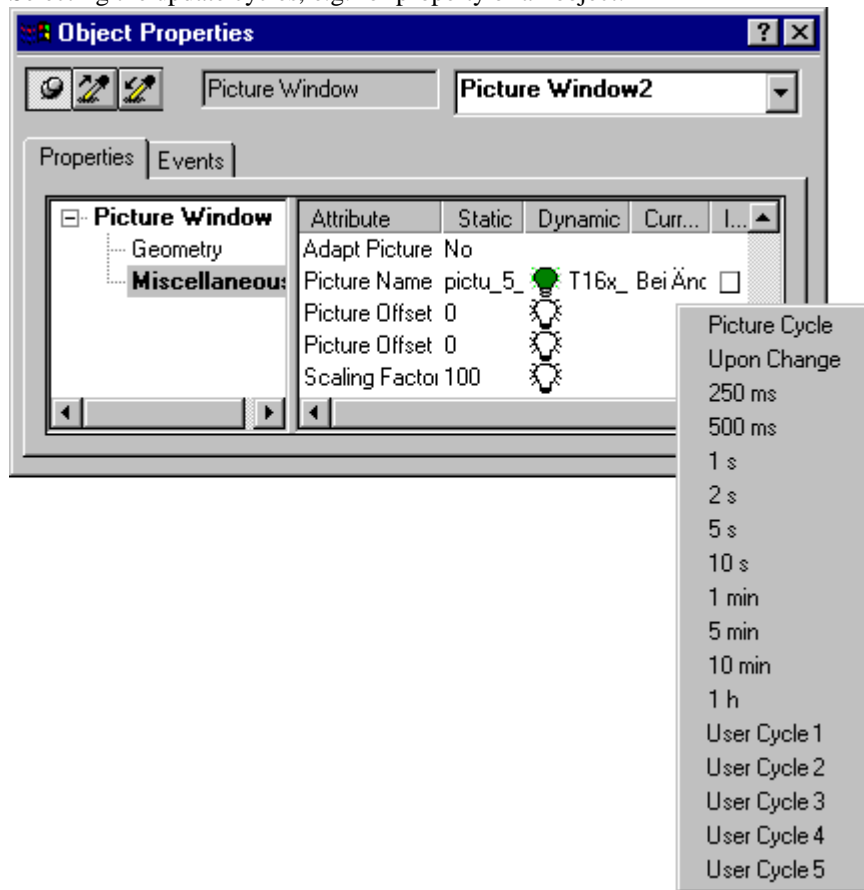 Object Properties
Picture Window Picture Window2
Properties Events
Picture Window Attribute Static Dynamic Curr... I...
Geometry Adapt Picture No
Miscellaneou: Picture Name pictu_5_ T16x_ Bei Änd
Picture Offset 0
Picture Offset 0
Scaling Factor 100
Picture Cycle
Upon Change
250 ms
500 ms
1 s
2 s
5 s
10 s
1 min
5 min
10 min
1 h
User Cycle 1
User Cycle 2
User Cycle 3
User Cycle 4
User Cycle 5